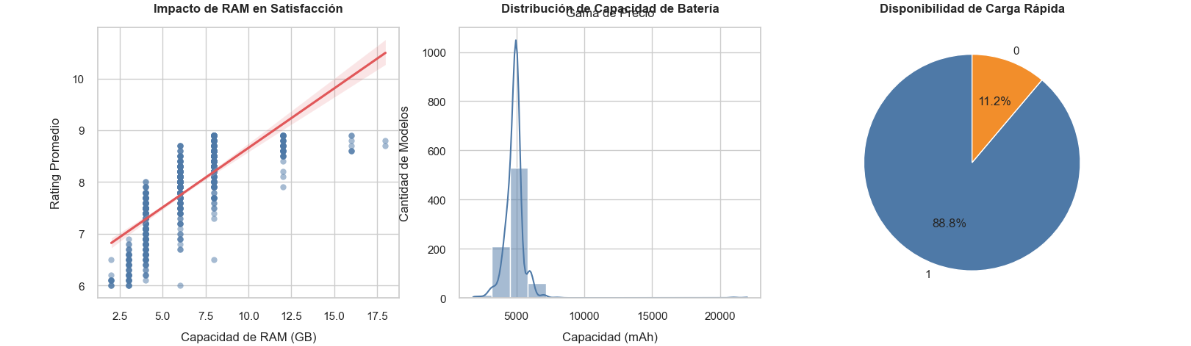 Impacto de RAM en Satisfacción
Rating Promedio
10
9
8
7
6
2.5 5.0 7.5 10.0 12.5 15.0 17.5
Capacidad de RAM (GB)
Distribución de Capacidad de Batería
Gama de Precio
Cantidad de Modelos
1000
800
600
400
200
0
5000 10000 15000 20000
Capacidad (mAh)
Disponibilidad de Carga Rápida
0
11.2%
88.8%
1